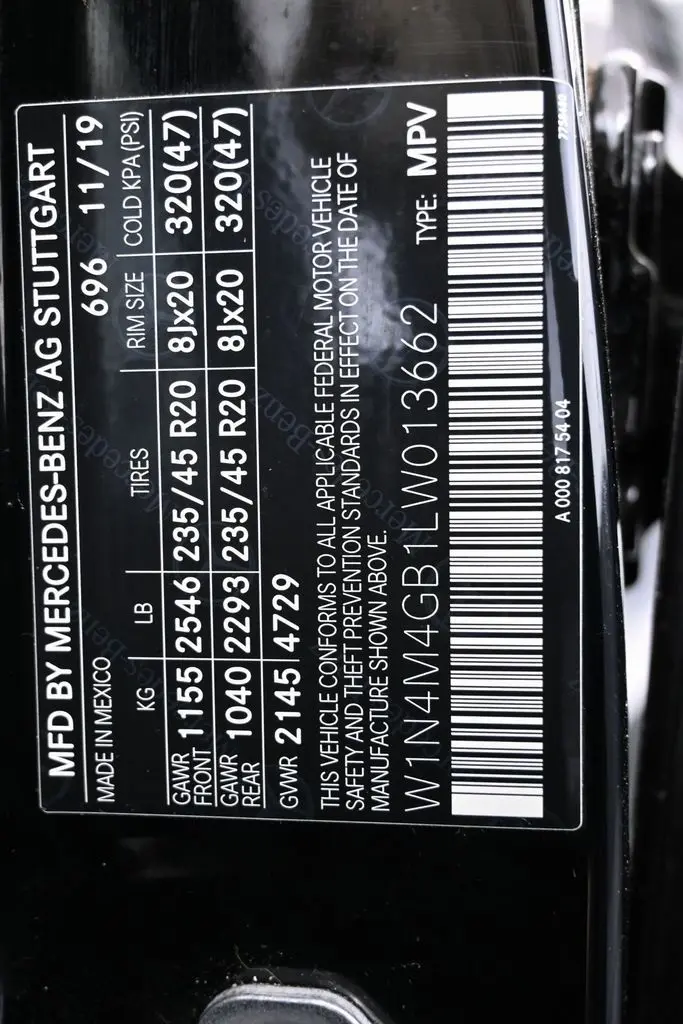 MFD BY MERCEDES-BENZ AG STUTTGART
MADE IN MEXICO 696 11/19
KG LB TIRES RIM SIZE COLD KPA(PSI)
GAWR FRONT 1155 2546 235/45 R20 8Jx20 320(47)
GAWR REAR 1040 2293 235/45 R20 8Jx20 320(47)
GVWR 2145 4729
THIS VEHICLE CONFORMS TO ALL APPLICABLE FEDERAL MOTOR VEHICLE
SAFETY AND THEFT PREVENTION STANDARDS IN EFFECT ON THE DATE OF
MANUFACTURE SHOWN ABOVE.
W1N4M4GB1LW013662 TYPE: MPV
A 000 817 54 04